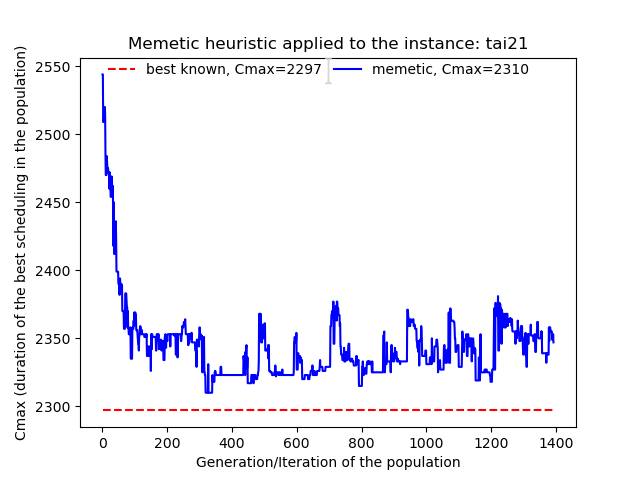 Memetic heuristic applied to the instance: tai21
best known, Cmax=2297 memetic, Cmax=2310
Cmax (duration of the best scheduling in the population)
2550
2500
2450
2400
2350
2300
0 200 400 600 800 1000 1200 1400
Generation/Iteration of the population